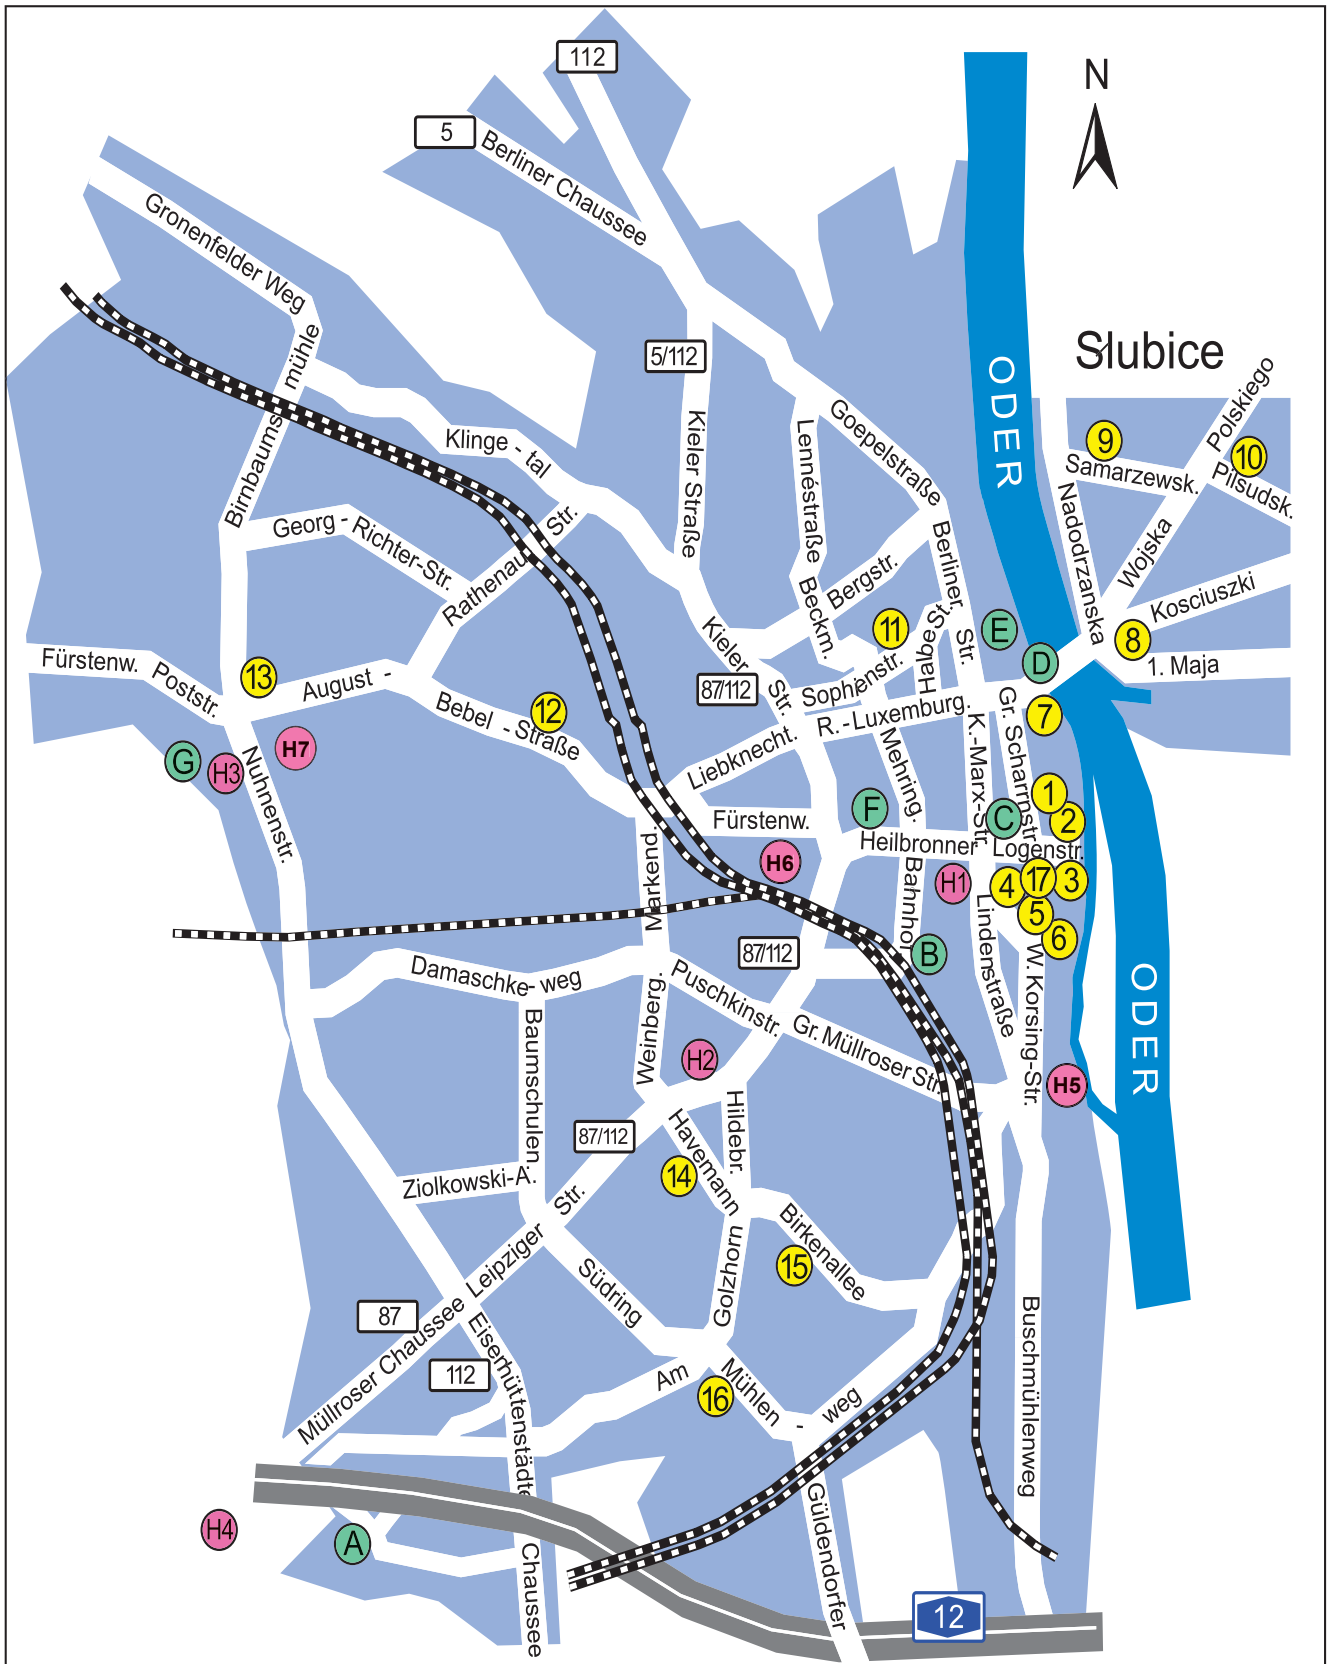 112
N
5
Berliner Chaussee
Gronenfelder Weg
Słubice
5/112
ODER
Birnbaums mühle
Polskiego
Klinge - tal
Kieler Straße
Lennéstraße
Goepelstraße
9
10
Samarzewsk.
Pilsudsk.
Nadodrzanska
Wojska
Georg - Richter-Str.
Rathenau Str.
Berliner Str.
Bergstr.
Beckm.
Kosciuszki
11
E
8
Halbe St.
Kieler Str.
D
1. Maja
Fürstenw.
Poststr.
13
August - Bebel - Straße
12
87/112
Sophienstr.
R.-Luxemburg.
7
Liebknecht.
K.-Marx-Str.
Gr. Scharrnstr.
Mehring.
G
H3
H7
Nuhnenstr.
1
2
F
C
Fürstenw.
Heilbronner
Logenstr.
Markend.
H6
Bahnhof
H1
4
17
3
5
6
Lindenstraße
W. Korsing-Str.
87/112
B
Damaschke- weg
Puschkinstr.
Gr. Müllroser Str.
ODER
Baumschulen.
Weinberg.
H2
H5
Hildebr.
87/112
Havemann
14
Ziolkowski-A.
Leipziger Str.
Birkenallee
15
Golzhorn
Südring
87
Müllroser Chaussee
112
Eisenhüttenstädte
Chaussee
Buschmühlenweg
Am
Mühlen - weg
16
H4
A
Güldendorfer
12